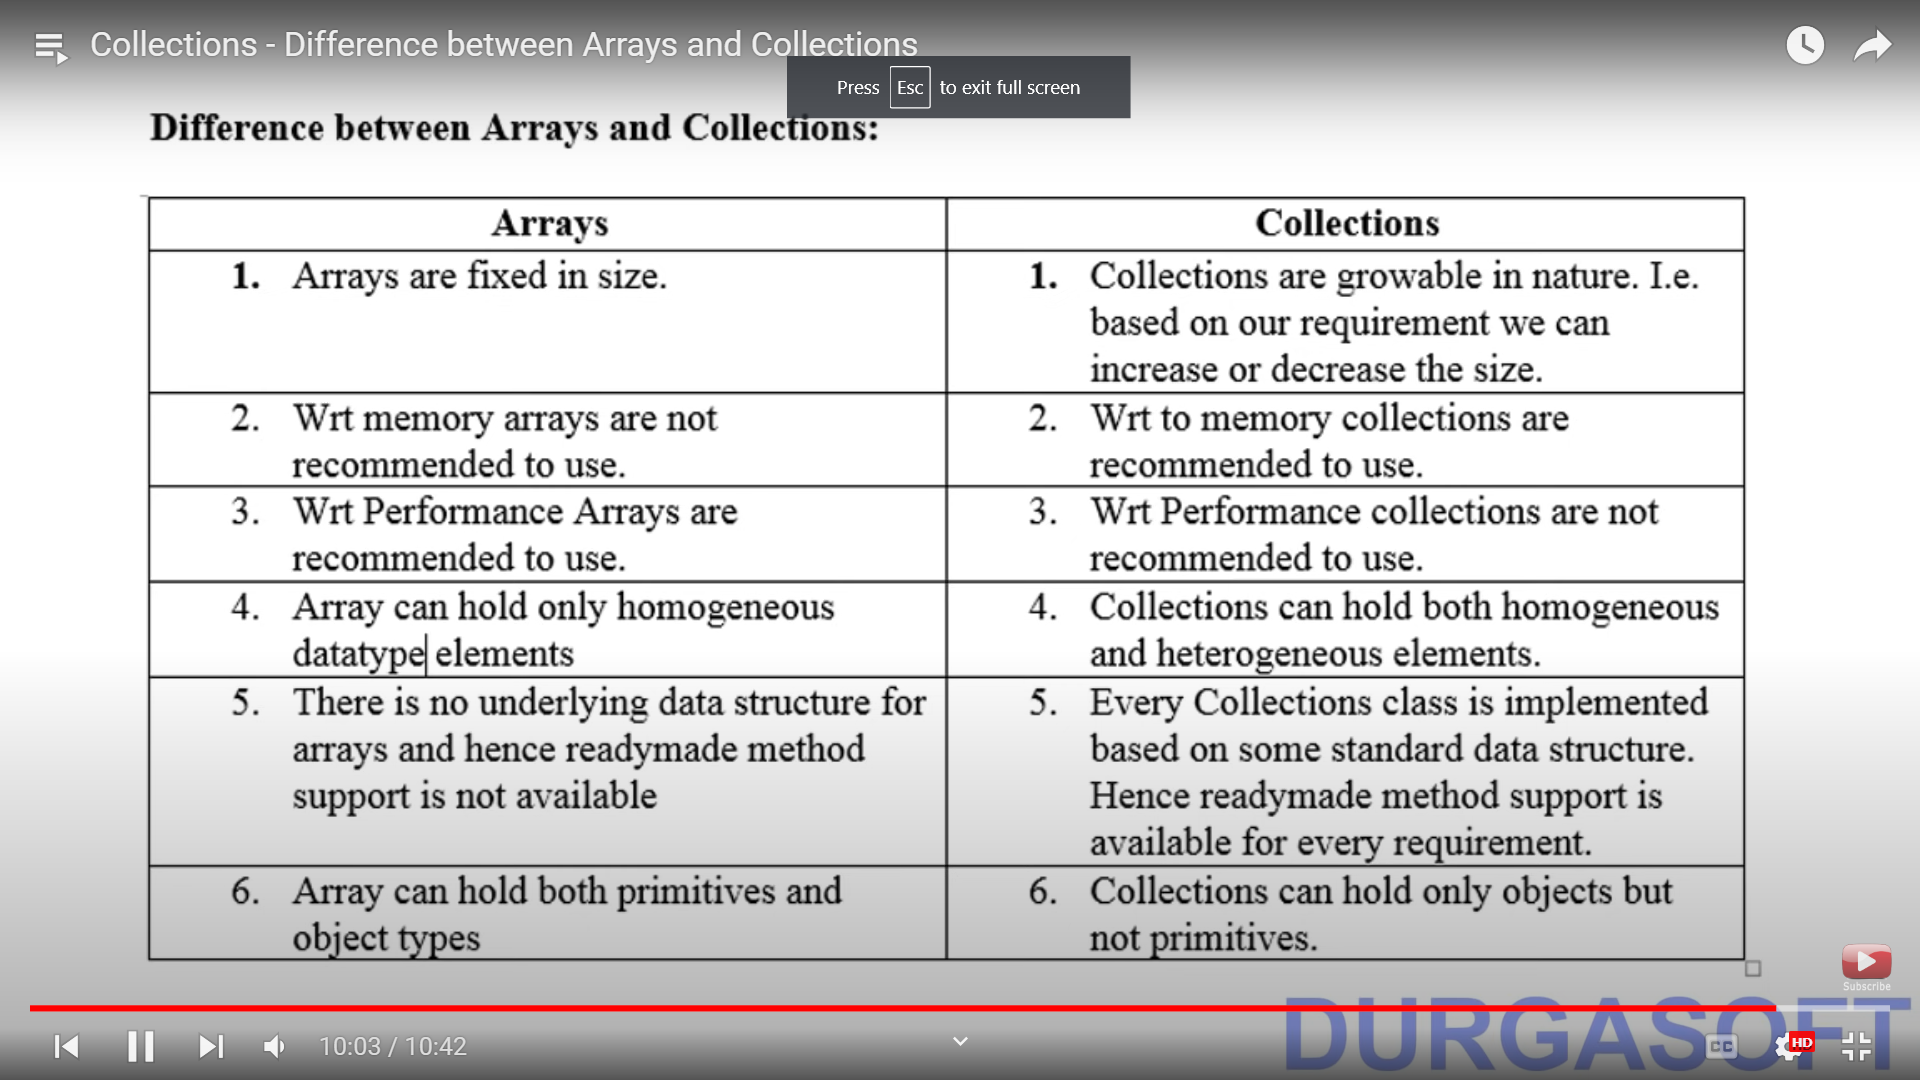 Collections - Difference between Arrays and Collections
Press Esc to exit full screen
Difference between Arrays and Collections:
Arrays
Collections
1. Arrays are fixed in size.
1. Collections are growable in nature. I.e.
based on our requirement we can
increase or decrease the size.
2. Wrt memory arrays are not
recommended to use.
2. Wrt to memory collections are
recommended to use.
3. Wrt Performance Arrays are
recommended to use.
3. Wrt Performance collections are not
recommended to use.
4. Array can hold only homogeneous
datatype elements
4. Collections can hold both homogeneous
and heterogeneous elements.
5. There is no underlying data structure for
arrays and hence readymade method
support is not available
5. Every Collections class is implemented
based on some standard data structure.
Hence readymade method support is
available for every requirement.
6. Array can hold both primitives and
object types
6. Collections can hold only objects but
not primitives.
Subscribe
DURGASOFT
10:03 / 10:42
CC
HD